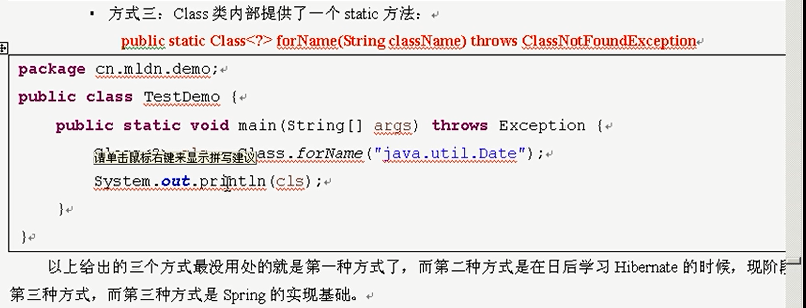 • 方式三：Class 类内部提供了一个 static 方法：
public static Class<?> forName(String className) throws ClassNotFoundException
package cn.mldn.demo;
public class TestDemo {
public static void main(String[] args) throws Exception {
请单击鼠标右键来显示拼写建议 Class.forName("java.util.Date");
System.out.println(cls);
}
}
以上给出的三个方式最没用处的就是第一种方式了，而第二种方式是在日后学习 Hibernate 的时候，现阶段
第三种方式，而第三种方式是 Spring 的实现基础。